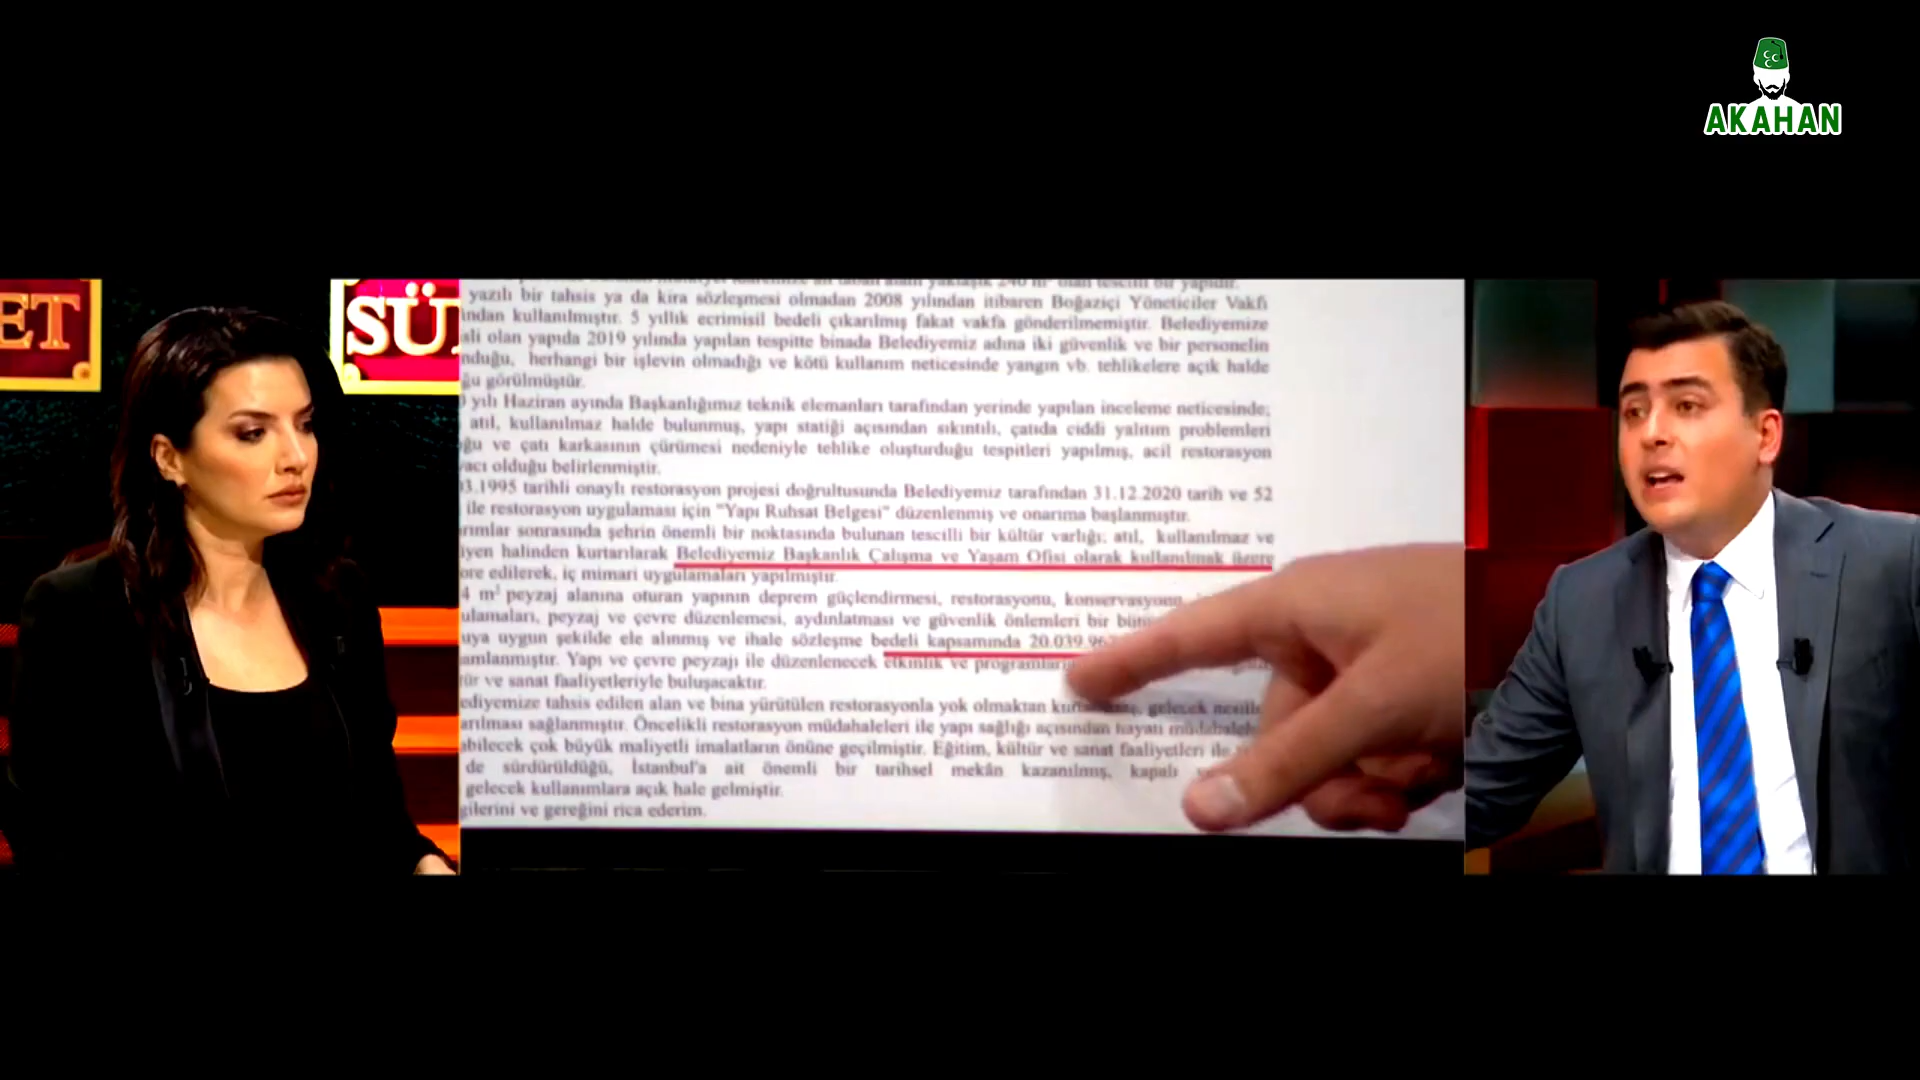 AKAHAN
ET
SÜ
yazılı bir tahsis ya da kira sözleşmesi olmadan 2008 yılından itibaren Boğaziçi Yöneticiler Vakfı
ından kullanılmıştır. 5 yıllık ecrimisil bedeli çıkarılmış fakat vakfa gönderilmemiştir. Belediyemize
sli olan yapıda 2019 yılında yapılan tespitte binada Belediyemiz adına iki güvenlik ve bir personelin
nduğu, herhangi bir işlevin olmadığı ve kötü kullanım neticesinde yangın vb. tehlikelere açık halde
ğu görülmüştür.
yılı Haziran ayında Başkanlığımız teknik elemanları tarafından yerinde yapılan inceleme neticesinde,
atıl, kullanılmaz halde bulunmuş, yapı statiği açısından sıkıntılı, çatıda ciddi yalıtım problemleri
ğu ve çatı karkasının çürümesi nedeniyle tehlike oluşturduğu tespitleri yapılmış, acil restorasyon
acı olduğu belirlenmiştir.
3.1995 tarihli onaylı restorasyon projesi doğrultusunda Belediyemiz tarafından 31.12.2020 tarih ve 52
ile restorasyon uygulaması için "Yapı Ruhsat Belgesi" düzenlenmiş ve onarıma başlanmıştır.
rımlar sonrasında şehrin önemli bir noktasında bulunan tescilli bir kültür varlığı; atıl, kullanılmaz ve
iyen halinden kurtarılarak Belediyemiz Başkanlık Çalışma ve Yaşam Ofisi olarak kullanılmak üzere
ore edilerek, iç mimari uygulamaları yapılmıştır.
4 m² peyzaj alanına oturan yapının deprem güçlendirmesi, restorasyonu, konservasyonu,
ulamaları, peyzaj ve çevre düzenlemesi, aydınlatması ve güvenlik önlemleri bir
uya uygun şekilde ele alınmış ve ihale sözleşme bedeli kapsamında 20.039.96
amlanmıştır. Yapı ve çevre peyzajı ile düzenlenecek etkinlik ve
ür ve sanat faaliyetleriyle buluşacaktır.
ediyemize tahsis edilen alan ve bina yürütülen restorasyonla yok olmaktan gelecek
arılması sağlanmıştır. Öncelikli restorasyon müdahaleleri ile yapı sağlığı açısından hayati
abilecek çok büyük maliyetli imalatların önüne geçilmiştir. Eğitim, kültür ve sanat faaliyetleri ile
de sürdürüldüğü, İstanbul'a ait önemli bir tarihsel mekân kazanılmış, kapalı
gelecek kullanımlara açık hale gelmiştir.
gilerini ve gereğini rica ederim.